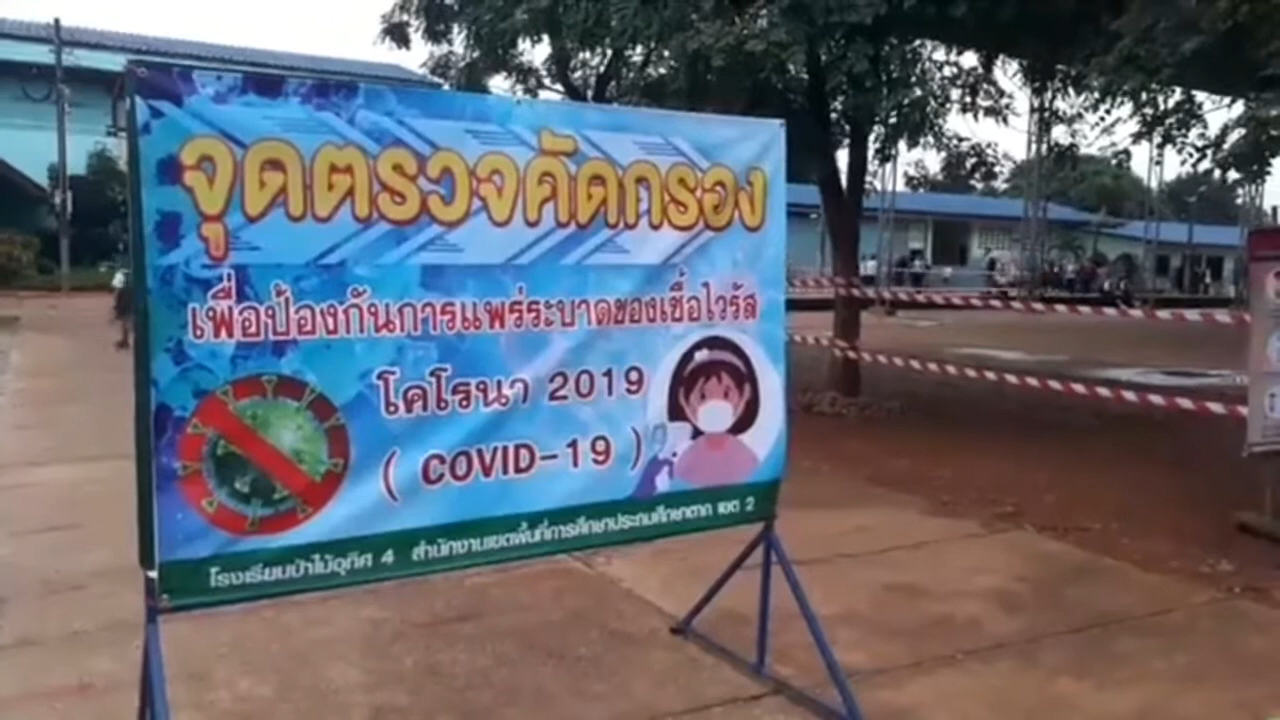 จุดตรวจคัดกรอง
เพื่อป้องกันการแพร่ระบาดของเชื้อไวรัส
โคโรนา 2019
( COVID-19 )
โรงเรียนป่าไม้อุทิศ 4 สำนักงานเขตพื้นที่การศึกษาประถมศึกษาตาก เขต 2